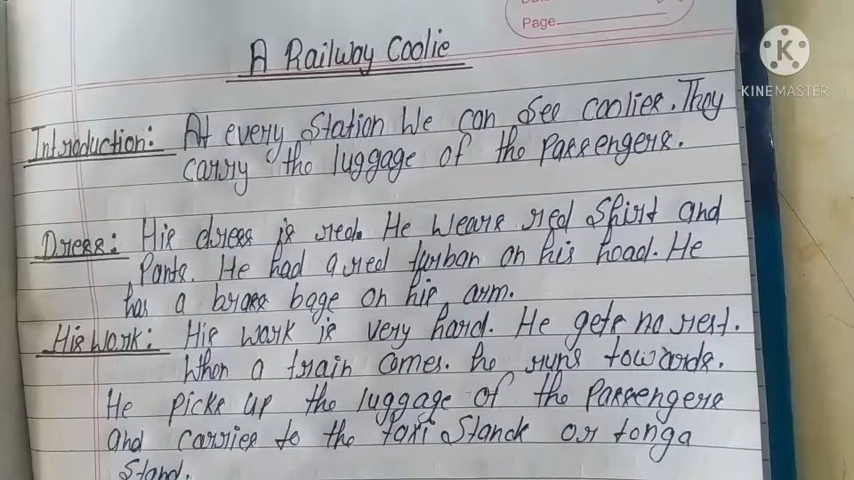 Page
A Railway Coolie
KINEMASTER
Introduction: At every Station We can See coolies. They
carry the luggage of the Passengers.
Dress: His dress is red. He wears red Shirt and
Pants. He had a red turban on his head. He
has a brass bage on his arm.
His work: His work is very hard. He gets no rest.
When a train comes. he runs towards.
He picks up the luggage of the Passengers
and carries to the taxi Stand or tonga
Stand.